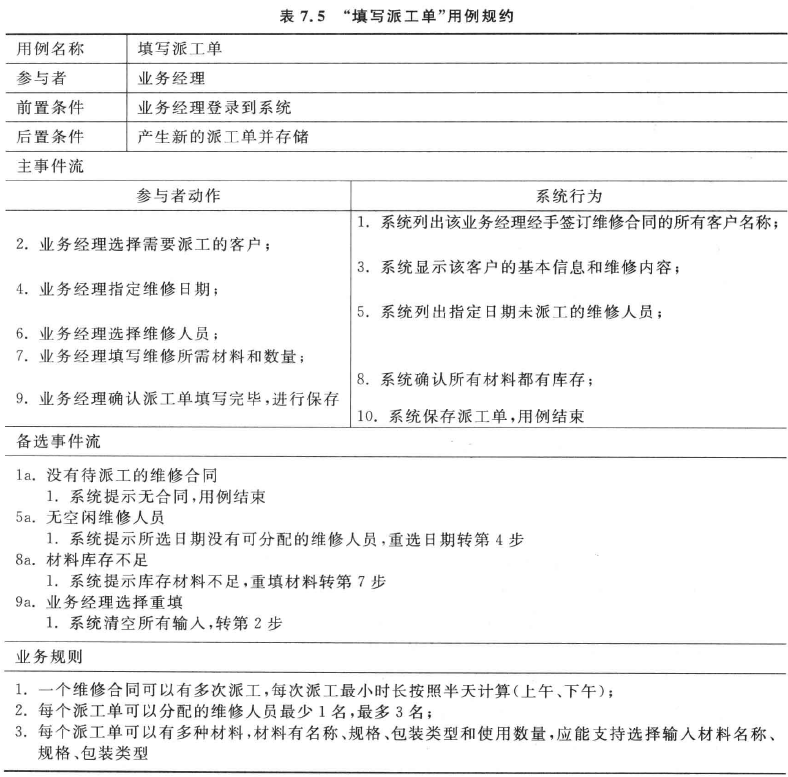 表 7.5 “填写派工单”用例规约
用例名称 填写派工单
参与者 业务经理
前置条件 业务经理登录到系统
后置条件 产生新的派工单并存储
主事件流
参与者动作 系统行为
1. 系统列出该业务经理经手签订维修合同的所有客户名称；
2. 业务经理选择需要派工的客户；
3. 系统显示该客户的基本信息和维修内容；
4. 业务经理指定维修日期；
5. 系统列出指定日期未派工的维修人员；
6. 业务经理选择维修人员；
7. 业务经理填写维修所需材料和数量；
8. 系统确认所有材料都有库存；
9. 业务经理确认派工单填写完毕，进行保存
10. 系统保存派工单，用例结束
备选事件流
1a. 没有待派工的维修合同
1. 系统提示无合同，用例结束
5a. 无空闲维修人员
1. 系统提示所选日期没有可分配的维修人员，重选日期转第 4 步
8a. 材料库存不足
1. 系统提示库存材料不足，重填材料转第 7 步
9a. 业务经理选择重填
1. 系统清空所有输入，转第 2 步
业务规则
1. 一个维修合同可以有多次派工，每次派工最小时长按照半天计算（上午、下午）；
2. 每个派工单可以分配的维修人员最少 1 名，最多 3 名；
3. 每个派工单可以有多种材料，材料有名称、规格、包装类型和使用数量，应能支持选择输入材料名称、
规格、包装类型